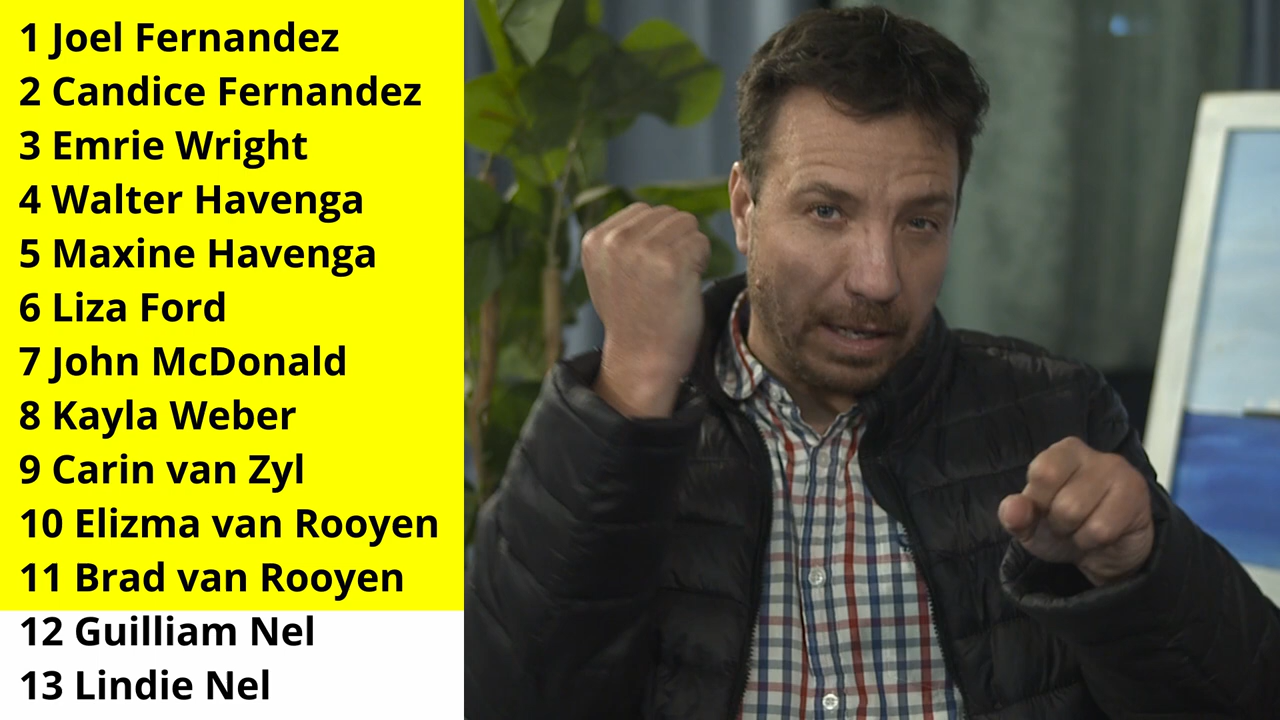 1 Joel Fernandez
2 Candice Fernandez
3 Emrie Wright
4 Walter Havenga
5 Maxine Havenga
6 Liza Ford
7 John McDonald
8 Kayla Weber
9 Carin van Zyl
10 Elizma van Rooyen
11 Brad van Rooyen
12 Guilliam Nel
13 Lindie Nel